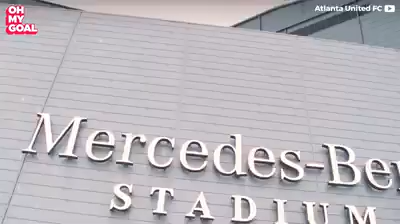 OH
MY
GOAL
Atlanta United FC
Mercedes-Be
STADIUM